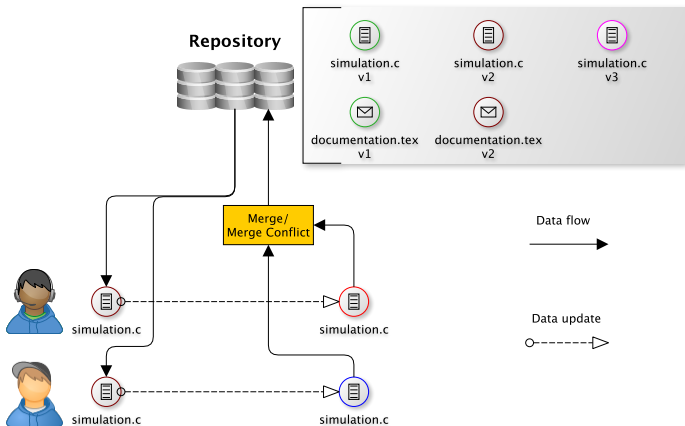 Repository
simulation.c
v1
simulation.c
v2
simulation.c
v3
documentation.tex
v1
documentation.tex
v2
Merge/
Merge Conflict
Data flow
simulation.c
simulation.c
Data update
simulation.c
simulation.c